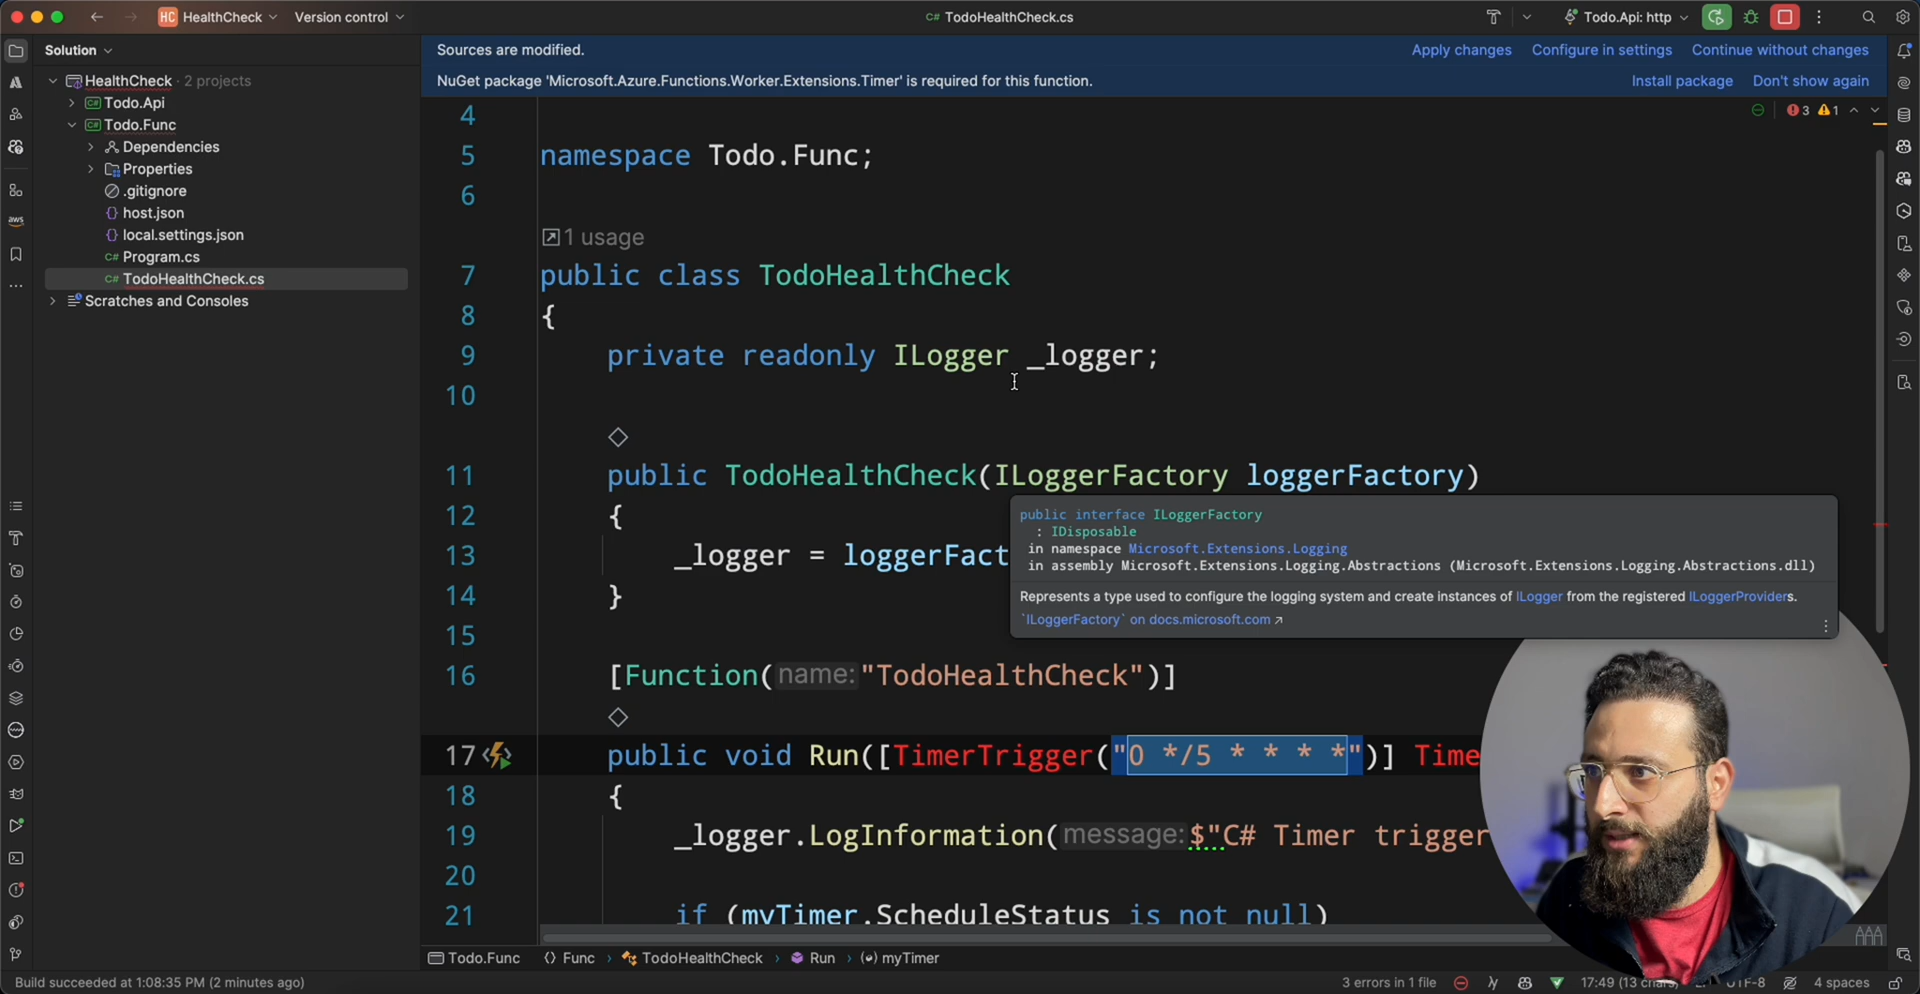 HC HealthCheck
Version control
C# TodoHealthCheck.cs
Todo.Api: http
Solution
Sources are modified.
Apply changes
Configure in settings
Continue without changes
NuGet package 'Microsoft.Azure.Functions.Worker.Extensions.Timer' is required for this function.
Install package
Don't show again
HealthCheck · 2 projects
C# Todo.Api
C# Todo.Func
Dependencies
Properties
.gitignore
{} host.json
{} local.settings.json
C# Program.cs
C# TodoHealthCheck.cs
Scratches and Consoles
aws
3
1
4
5 namespace Todo.Func;
6
1 usage
7 public class TodoHealthCheck
8 {
9 private readonly ILogger _logger;
10
11 public TodoHealthCheck(ILoggerFactory loggerFactory)
12 {
13 _logger = loggerFact
14 }
15
16 [Function( name: "TodoHealthCheck")]
17 public void Run([TimerTrigger("0 */5 * * * *")] Time
18 {
19 _logger.LogInformation( message: $"C# Timer trigger
20
21 if (myTimer.ScheduleStatus is not null)
public interface ILoggerFactory
: IDisposable
in namespace Microsoft.Extensions.Logging
in assembly Microsoft.Extensions.Logging.Abstractions (Microsoft.Extensions.Logging.Abstractions.dll)
Represents a type used to configure the logging system and create instances of ILogger from the registered ILoggerProviders.
`ILoggerFactory` on docs.microsoft.com ↗
Todo.Func
Func
TodoHealthCheck
Run
myTimer
Build succeeded at 1:08:35 PM (2 minutes ago)
3 errors in 1 file
17:49 (13 chars,
UTF-8
4 spaces